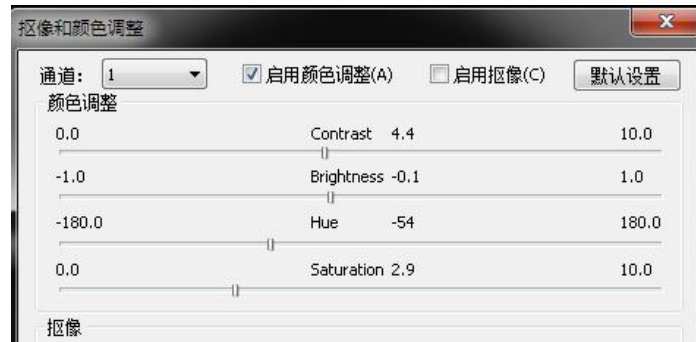 抠像和颜色调整
通道： 1 启用颜色调整(A) 启用抠像(C) 默认设置
颜色调整
0.0 Contrast 4.4 10.0
-1.0 Brightness -0.1 1.0
-180.0 Hue -54 180.0
0.0 Saturation 2.9 10.0
抠像